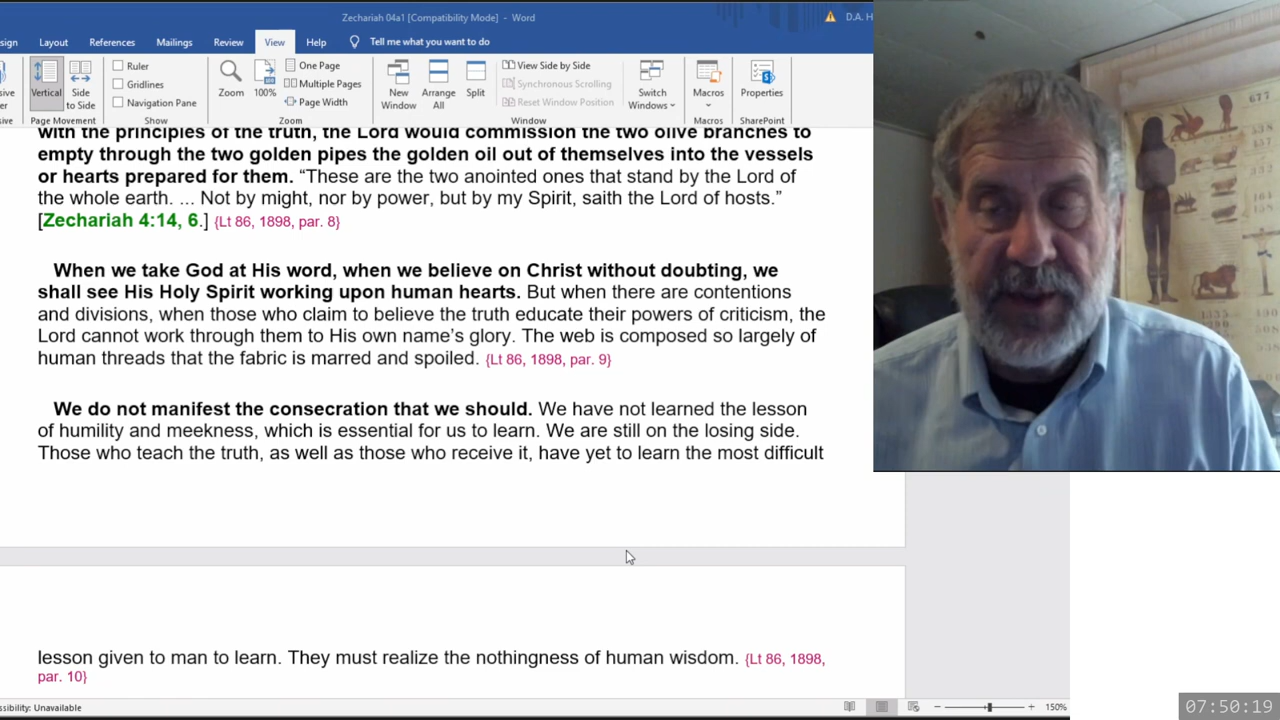 Zechariah 04a1 [Compatibility Mode] - Word
D.A. H
sign Layout References Mailings Review View Help Tell me what you want to do
Vertical
Side to Side
Page Movement
Ruler
Gridlines
Navigation Pane
Show
Zoom
100%
One Page
Multiple Pages
Page Width
Zoom
New Window
Arrange All
Split
View Side by Side
Synchronous Scrolling
Reset Window Position
Window
Switch Windows
Macros
Macros
Properties
SharePoint
with the principles of the truth, the Lord would commission the two olive branches to
empty through the two golden pipes the golden oil out of themselves into the vessels
or hearts prepared for them. “These are the two anointed ones that stand by the Lord of
the whole earth. ... Not by might, nor by power, but by my Spirit, saith the Lord of hosts.”
[Zechariah 4:14, 6.] {Lt 86, 1898, par. 8}
When we take God at His word, when we believe on Christ without doubting, we
shall see His Holy Spirit working upon human hearts. But when there are contentions
and divisions, when those who claim to believe the truth educate their powers of criticism, the
Lord cannot work through them to His own name’s glory. The web is composed so largely of
human threads that the fabric is marred and spoiled. {Lt 86, 1898, par. 9}
We do not manifest the consecration that we should. We have not learned the lesson
of humility and meekness, which is essential for us to learn. We are still on the losing side.
Those who teach the truth, as well as those who receive it, have yet to learn the most difficult
lesson given to man to learn. They must realize the nothingness of human wisdom. {Lt 86, 1898,
par. 10}
ssibility: Unavailable
150%
677
07:50:19